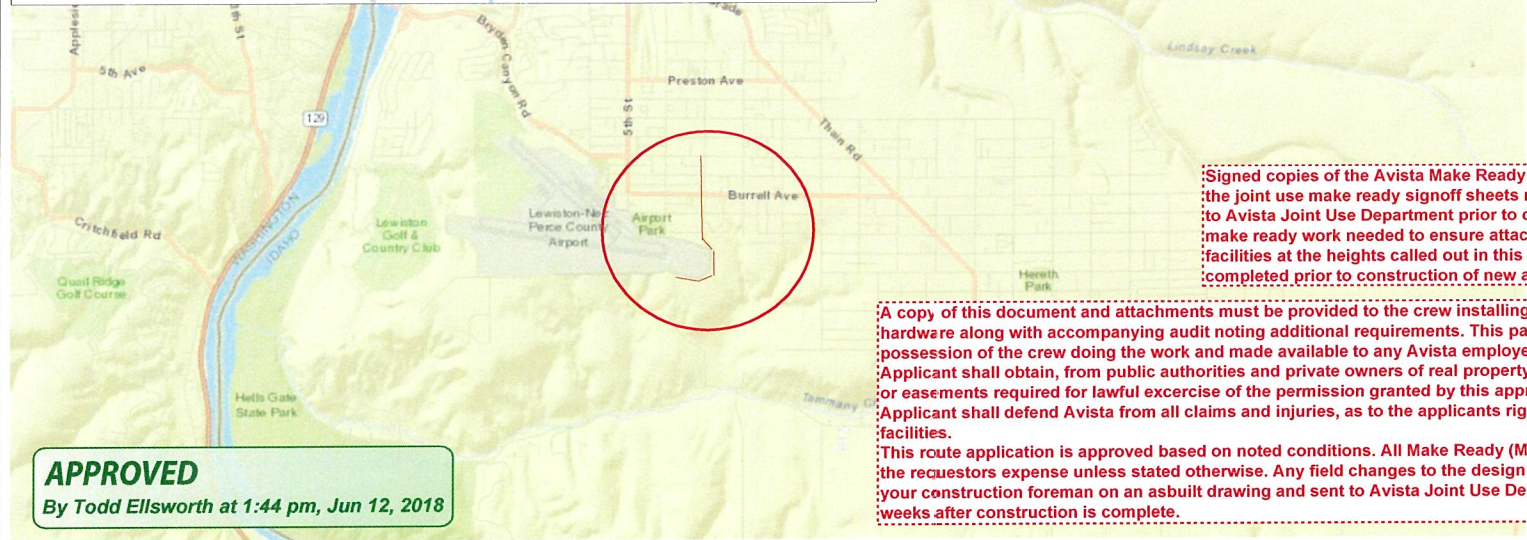 Applesi
th St
5th Ave
129
Critchfield Rd
WASHINGTON
IDAHO
Quail Ridge
Golf Course
Hells Gate
State Park
Lewiston
Golf &
Country Club
Bryden Canyon Rd
Lewiston-Nez
Perce County
Airport
5th St
Preston Ave
rade
Thain Rd
Burrell Ave
Airport
Park
Lindsay Creek
Hereth
Park
Tammany C
Signed copies of the Avista Make Ready
the joint use make ready signoff sheets
to Avista Joint Use Department prior to
make ready work needed to ensure attac
facilities at the heights called out in this
completed prior to construction of new a
A copy of this document and attachments must be provided to the crew installing
hardware along with accompanying audit noting additional requirements. This pa
possession of the crew doing the work and made available to any Avista employe
Applicant shall obtain, from public authorities and private owners of real property
or easements required for lawful excercise of the permission granted by this app
Applicant shall defend Avista from all claims and injuries, as to the applicants rig
facilities.
This route application is approved based on noted conditions. All Make Ready (M
the requestors expense unless stated otherwise. Any field changes to the design
your construction foreman on an asbuilt drawing and sent to Avista Joint Use De
weeks after construction is complete.
APPROVED
By Todd Ellsworth at 1:44 pm, Jun 12, 2018